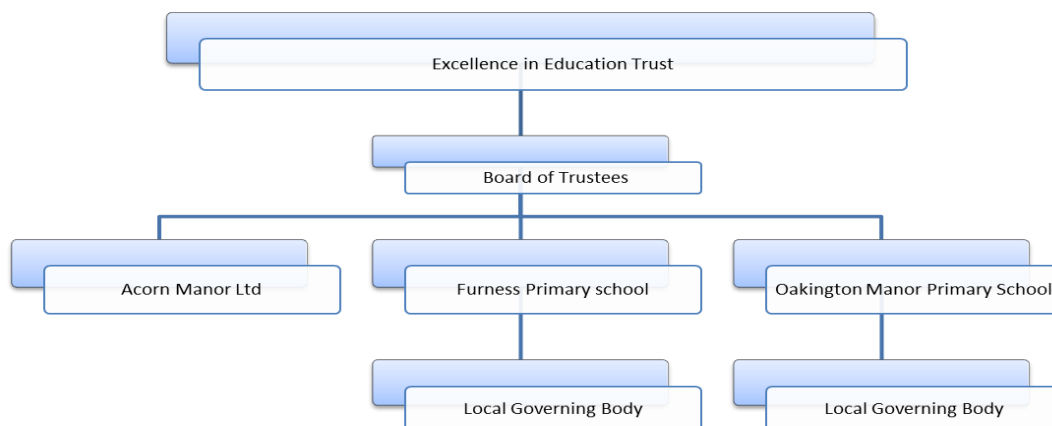 Excellence in Education Trust
Board of Trustees
Acorn Manor Ltd
Furness Primary school
Oakington Manor Primary School
Local Governing Body
Local Governing Body